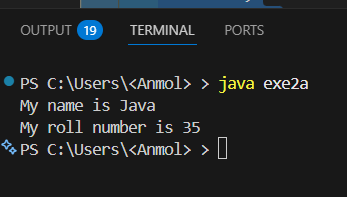 OUTPUT 19 TERMINAL PORTS
PS C:\Users\<Anmol> > java exe2a
My name is Java
My roll number is 35
PS C:\Users\<Anmol> >